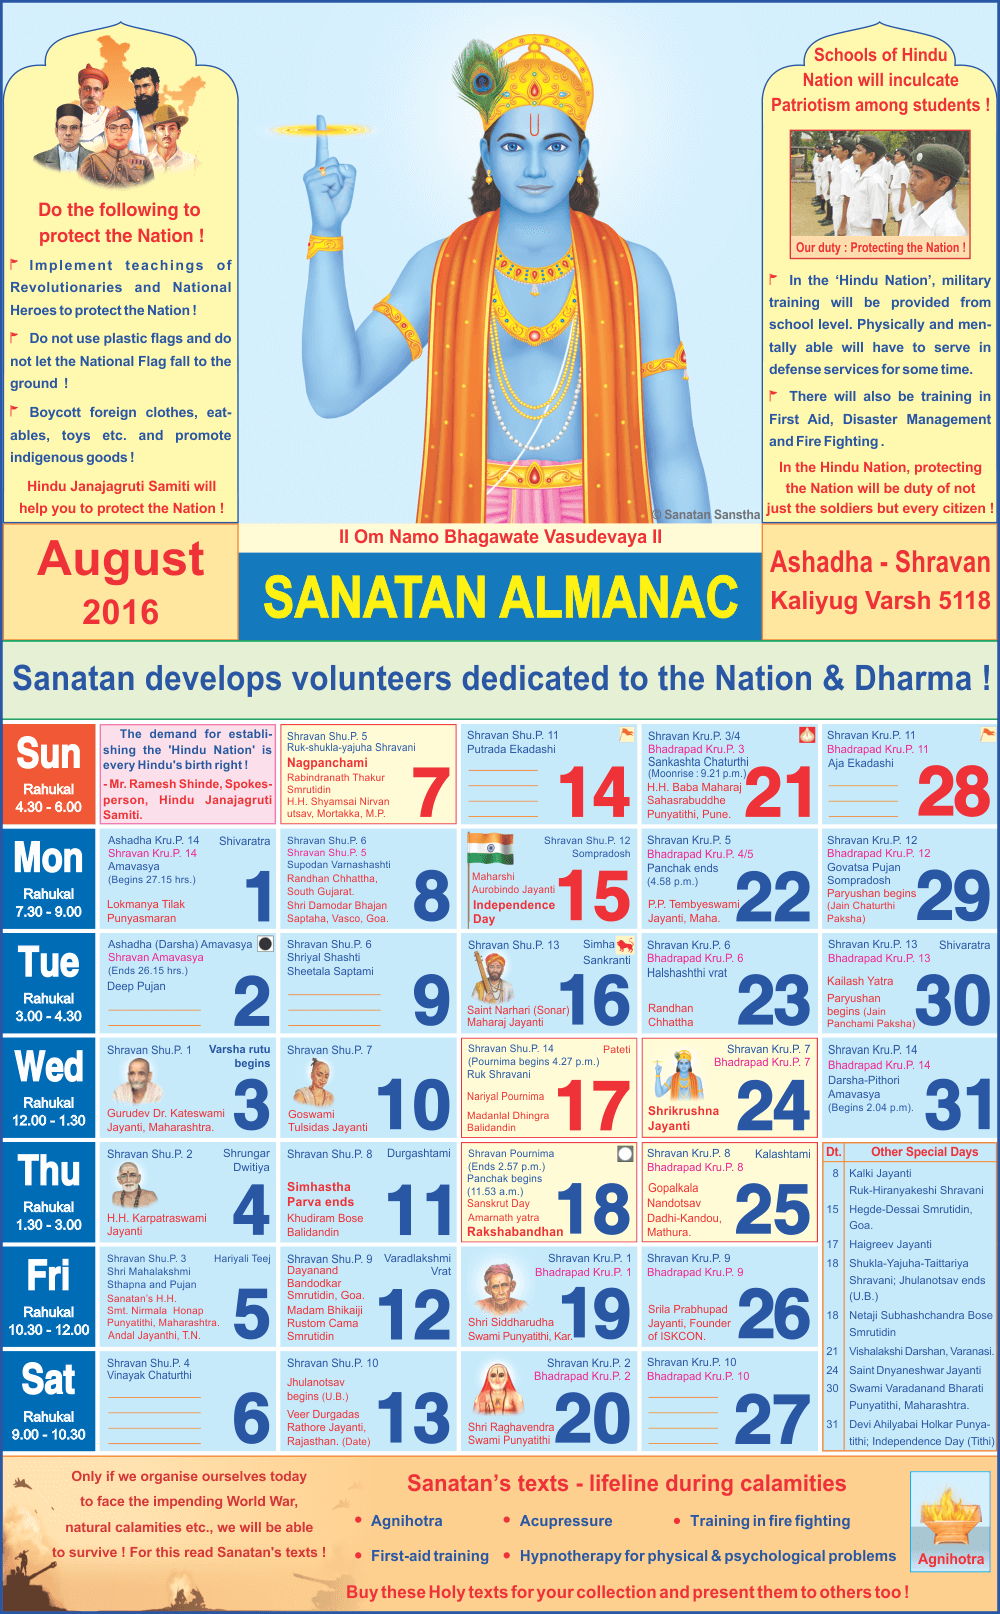 Do the following to
protect the Nation !
Implement teachings of
Revolutionaries and National
Heroes to protect the Nation !
Do not use plastic flags and do
not let the National Flag fall to the
ground !
Boycott foreign clothes, eat-
ables, toys etc. and promote
indigenous goods !
Hindu Janajagruti Samiti will
help you to protect the Nation !
© Sanatan Sanstha
Schools of Hindu
Nation will inculcate
Patriotism among students !
Our duty : Protecting the Nation !
In the ‘Hindu Nation’, military
training will be provided from
school level. Physically and men-
tally able will have to serve in
defense services for some time.
There will also be training in
First Aid, Disaster Management
and Fire Fighting .
In the Hindu Nation, protecting
the Nation will be duty of not
just the soldiers but every citizen !
August
2016
II Om Namo Bhagawate Vasudevaya II
SANATAN ALMANAC
Ashadha - Shravan
Kaliyug Varsh 5118
Sanatan develops volunteers dedicated to the Nation & Dharma !
Sun
Rahukal
4.30 - 6.00
The demand for establi-
shing the 'Hindu Nation' is
every Hindu's birth right !
- Mr. Ramesh Shinde, Spokes-
person, Hindu Janajagruti
Samiti.
Shravan Shu.P. 5
Ruk-shukla-yajuha Shravani
Nagpanchami
Rabindranath Thakur
Smrutidin
H.H. Shyamsai Nirvan
utsav, Mortakka, M.P.
7
Shravan Shu.P. 11
Putrada Ekadashi
14
Shravan Kru.P. 3/4
Bhadrapad Kru.P. 3
Sankashta Chaturthi
(Moonrise : 9.21 p.m.)
H.H. Baba Maharaj
Sahasrabuddhe
Punyatithi, Pune.
21
Shravan Kru.P. 11
Bhadrapad Kru.P. 11
Aja Ekadashi
28
Mon
Rahukal
7.30 - 9.00
Ashadha Kru.P. 14 Shivaratra
Shravan Kru.P. 14
Amavasya
(Begins 27.15 hrs.)
Lokmanya Tilak
Punyasmaran
1
Shravan Shu.P. 6
Shravan Shu.P. 5
Supodan Varnashashti
Randhan Chhattha,
South Gujarat.
Shri Damodar Bhajan
Saptaha, Vasco, Goa.
8
Shravan Shu.P. 12
Sompradosh
Maharshi
Aurobindo Jayanti
Independence
Day
15
Shravan Kru.P. 5
Bhadrapad Kru.P. 4/5
Panchak ends
(4.58 p.m.)
P.P. Tembyeswami
Jayanti, Maha.
22
Shravan Kru.P. 12
Bhadrapad Kru.P. 12
Govatsa Pujan
Sompradosh
Paryushan begins
(Jain Chaturthi
Paksha)
29
Tue
Rahukal
3.00 - 4.30
Ashadha (Darsha) Amavasya
Shravan Amavasya
(Ends 26.15 hrs.)
Deep Pujan
2
Shravan Shu.P. 6
Shriyal Shashti
Sheetala Saptami
9
Shravan Shu.P. 13 Simha
Sankranti
Saint Narhari (Sonar)
Maharaj Jayanti
16
Shravan Kru.P. 6
Bhadrapad Kru.P. 6
Halshashthi vrat
Randhan
Chhattha
23
Shravan Kru.P. 13 Shivaratra
Bhadrapad Kru.P. 13
Kailash Yatra
Paryushan
begins (Jain
Panchami Paksha)
30
Wed
Rahukal
12.00 - 1.30
Shravan Shu.P. 1 Varsha rutu
begins
Gurudev Dr. Kateswami
Jayanti, Maharashtra.
3
Shravan Shu.P. 7
Goswami
Tulsidas Jayanti
10
Shravan Shu.P. 14 Pateti
(Pournima begins 4.27 p.m.)
Ruk Shravani
Nariyal Pournima
Madanlal Dhingra
Balidandin
17
Shravan Kru.P. 7
Bhadrapad Kru.P. 7
Shrikrushna
Jayanti
24
Shravan Kru.P. 14
Bhadrapad Kru.P. 14
Darsha-Pithori
Amavasya
(Begins 2.04 p.m).
31
Thu
Rahukal
1.30 - 3.00
Shravan Shu.P. 2 Shrungar
Dwitiya
H.H. Karpatraswami
Jayanti
4
Shravan Shu.P. 8 Durgashtami
Simhastha
Parva ends
Khudiram Bose
Balidandin
11
Shravan Pournima
(Ends 2.57 p.m.)
Panchak begins
(11.53 a.m.)
Sanskrut Day
Amarnath yatra
Rakshabandhan
18
Shravan Kru.P. 8 Kalashtami
Bhadrapad Kru.P. 8
Gopalkala
Nandotsav
Dadhi-Kandou,
Mathura.
25
Fri
Rahukal
10.30 - 12.00
Shravan Shu.P. 3 Hariyali Teej
Shri Mahalakshmi
Sthapna and Pujan
Sanatan's H.H.
Smt. Nirmala Honap
Punyatithi, Maharashtra.
Andal Jayanthi, T.N.
5
Shravan Shu.P. 9 Varadlakshmi
Vrat
Dayanand
Bandodkar
Smrutidin, Goa.
Madam Bhikaiji
Rustom Cama
Smrutidin
12
Shravan Kru.P. 1
Bhadrapad Kru.P. 1
Shri Siddharudha
Swami Punyatithi, Kar.
19
Shravan Kru.P. 9
Bhadrapad Kru.P. 9
Srila Prabhupad
Jayanti, Founder
of ISKCON.
26
Sat
Rahukal
9.00 - 10.30
Shravan Shu.P. 4
Vinayak Chaturthi
6
Shravan Shu.P. 10
Jhulanotsav
begins (U.B.)
Veer Durgadas
Rathore Jayanti,
Rajasthan. (Date)
13
Shravan Kru.P. 2
Bhadrapad Kru.P. 2
Shri Raghavendra
Swami Punyatithi
20
Shravan Kru.P. 10
Bhadrapad Kru.P. 10
27
Dt. Other Special Days
8 Kalki Jayanti
Ruk-Hiranyakeshi Shravani
15 Hegde-Dessai Smrutidin,
Goa.
17 Haigreev Jayanti
18 Shukla-Yajuha-Taittariya
Shravani; Jhulanotsav ends
(U.B.)
18 Netaji Subhashchandra Bose
Smrutidin
21 Vishalakshi Darshan, Varanasi.
24 Saint Dnyaneshwar Jayanti
30 Swami Varadanand Bharati
Punyatithi, Maharashtra.
31 Devi Ahilyabai Holkar Punya-
tithi; Independence Day (Tithi)
Only if we organise ourselves today
to face the impending World War,
natural calamities etc., we will be able
to survive ! For this read Sanatan's texts !
Sanatan’s texts - lifeline during calamities
• Agnihotra • Acupressure • Training in fire fighting
• First-aid training • Hypnotherapy for physical & psychological problems
Buy these Holy texts for your collection and present them to others too !
Agnihotra